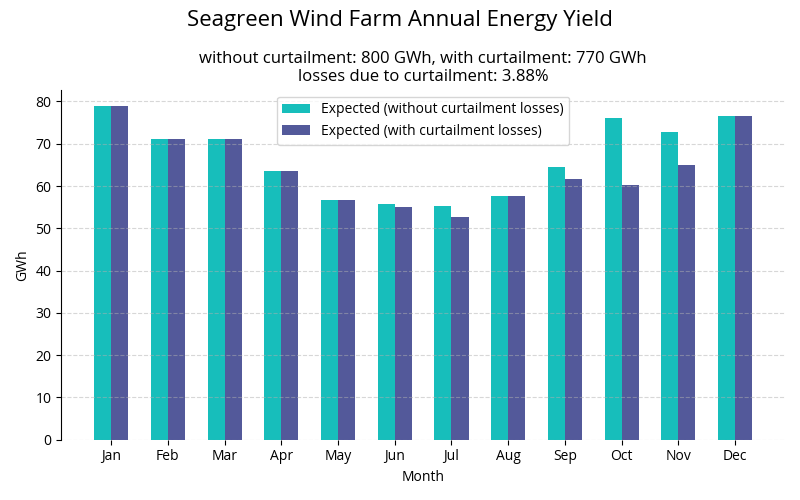 Seagreen Wind Farm Annual Energy Yield
without curtailment: 800 GWh, with curtailment: 770 GWh
losses due to curtailment: 3.88%
Expected (without curtailment losses)
Expected (with curtailment losses)
80
70
60
50
40
30
20
10
0
GWh
Jan Feb Mar Apr May Jun Jul Aug Sep Oct Nov Dec
Month